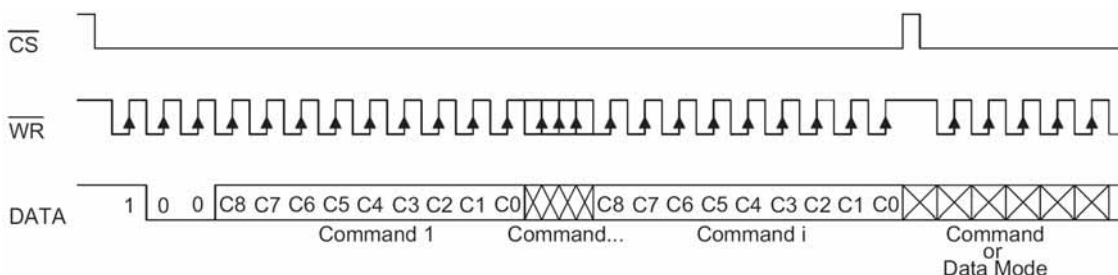 CS
WR
DATA 1 0 0 C8 C7 C6 C5 C4 C3 C2 C1 C0 C8 C7 C6 C5 C4 C3 C2 C1 C0
Command 1 Command... Command i Command
or
Data Mode